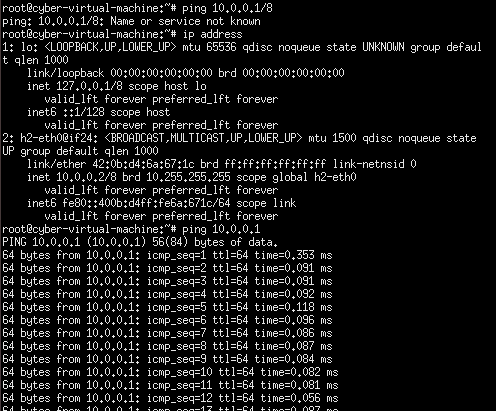 root@cyber-virtual-machine:~# ping 10.0.0.1/8
ping: 10.0.0.1/8: Name or service not known
root@cyber-virtual-machine:~# ip address
1: lo: <LOOPBACK,UP,LOWER_UP> mtu 65536 qdisc noqueue state UNKNOWN group defaul
t qlen 1000
link/loopback 00:00:00:00:00:00 brd 00:00:00:00:00:00
inet 127.0.0.1/8 scope host lo
valid_lft forever preferred_lft forever
inet6 ::1/128 scope host
valid_lft forever preferred_lft forever
2: h2-eth0@if24: <BROADCAST,MULTICAST,UP,LOWER_UP> mtu 1500 qdisc noqueue state
UP group default qlen 1000
link/ether 42:0b:d4:6a:67:1c brd ff:ff:ff:ff:ff:ff link-netnsid 0
inet 10.0.0.2/8 brd 10.255.255.255 scope global h2-eth0
valid_lft forever preferred_lft forever
inet6 fe80::400b:d4ff:fe6a:671c/64 scope link
valid_lft forever preferred_lft forever
root@cyber-virtual-machine:~# ping 10.0.0.1
PING 10.0.0.1 (10.0.0.1) 56(84) bytes of data.
64 bytes from 10.0.0.1: icmp_seq=1 ttl=64 time=0.353 ms
64 bytes from 10.0.0.1: icmp_seq=2 ttl=64 time=0.091 ms
64 bytes from 10.0.0.1: icmp_seq=3 ttl=64 time=0.091 ms
64 bytes from 10.0.0.1: icmp_seq=4 ttl=64 time=0.092 ms
64 bytes from 10.0.0.1: icmp_seq=5 ttl=64 time=0.118 ms
64 bytes from 10.0.0.1: icmp_seq=6 ttl=64 time=0.096 ms
64 bytes from 10.0.0.1: icmp_seq=7 ttl=64 time=0.086 ms
64 bytes from 10.0.0.1: icmp_seq=8 ttl=64 time=0.087 ms
64 bytes from 10.0.0.1: icmp_seq=9 ttl=64 time=0.084 ms
64 bytes from 10.0.0.1: icmp_seq=10 ttl=64 time=0.082 ms
64 bytes from 10.0.0.1: icmp_seq=11 ttl=64 time=0.081 ms
64 bytes from 10.0.0.1: icmp_seq=12 ttl=64 time=0.056 ms
64 bytes from 10.0.0.1: icmp_seq=13 ttl=64 time=0.087 ms